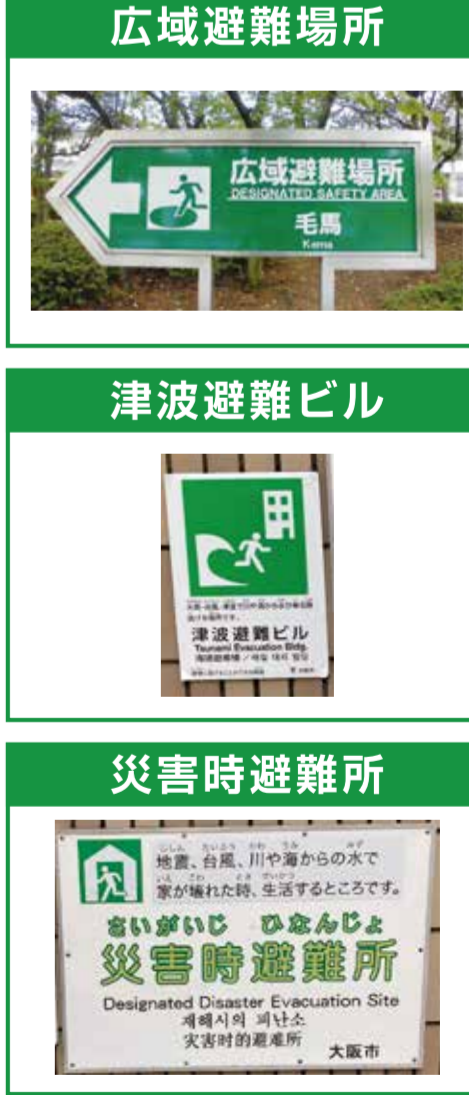 広域避難場所
広域避難場所
DESIGNATED SAFETY AREA
毛馬
Kema
津波避難ビル
津波避難ビル
Tsunami Evacuation Bldg.
災害時避難所
じしん たいふう かわ うみ みず
地震、台風、川や海からの水で
いえ こわ とき せいかつ
家が壊れた時、生活するところです。
さいがいじ ひなんじょ
災害時避難所
Designated Disaster Evacuation Site
재해시의 피난소
灾害时的避难所
大阪市